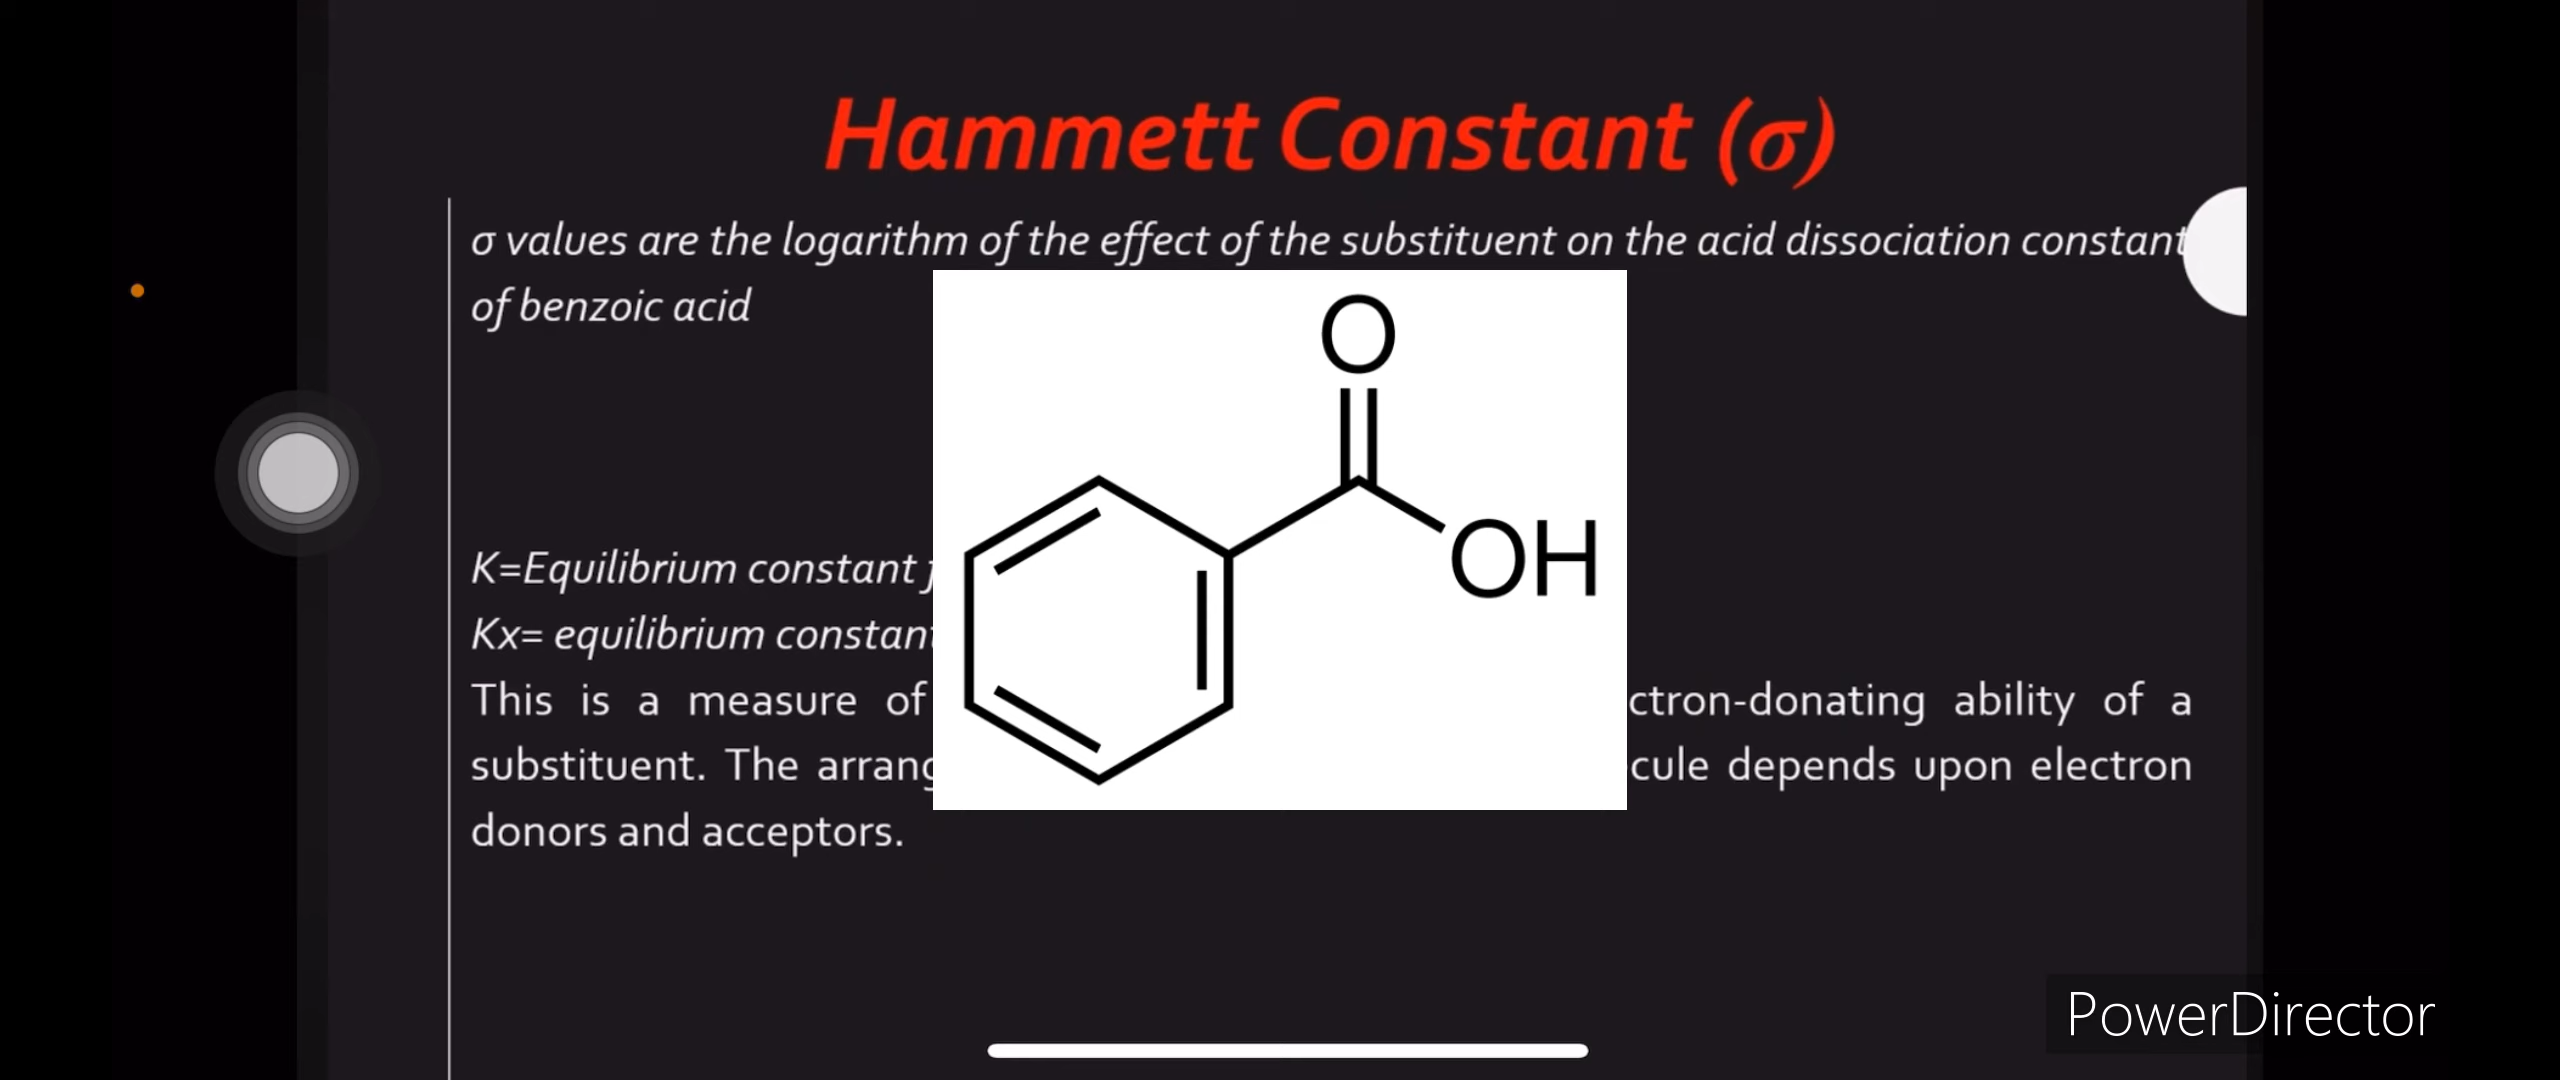 Hammett Constant (σ)
σ values are the logarithm of the effect of the substituent on the acid dissociation constant
of benzoic acid
O
OH
K=Equilibrium constant
Kx= equilibrium constant
This is a measure of ctron-donating ability of a
substituent. The arrang cule depends upon electron
donors and acceptors.
PowerDirector